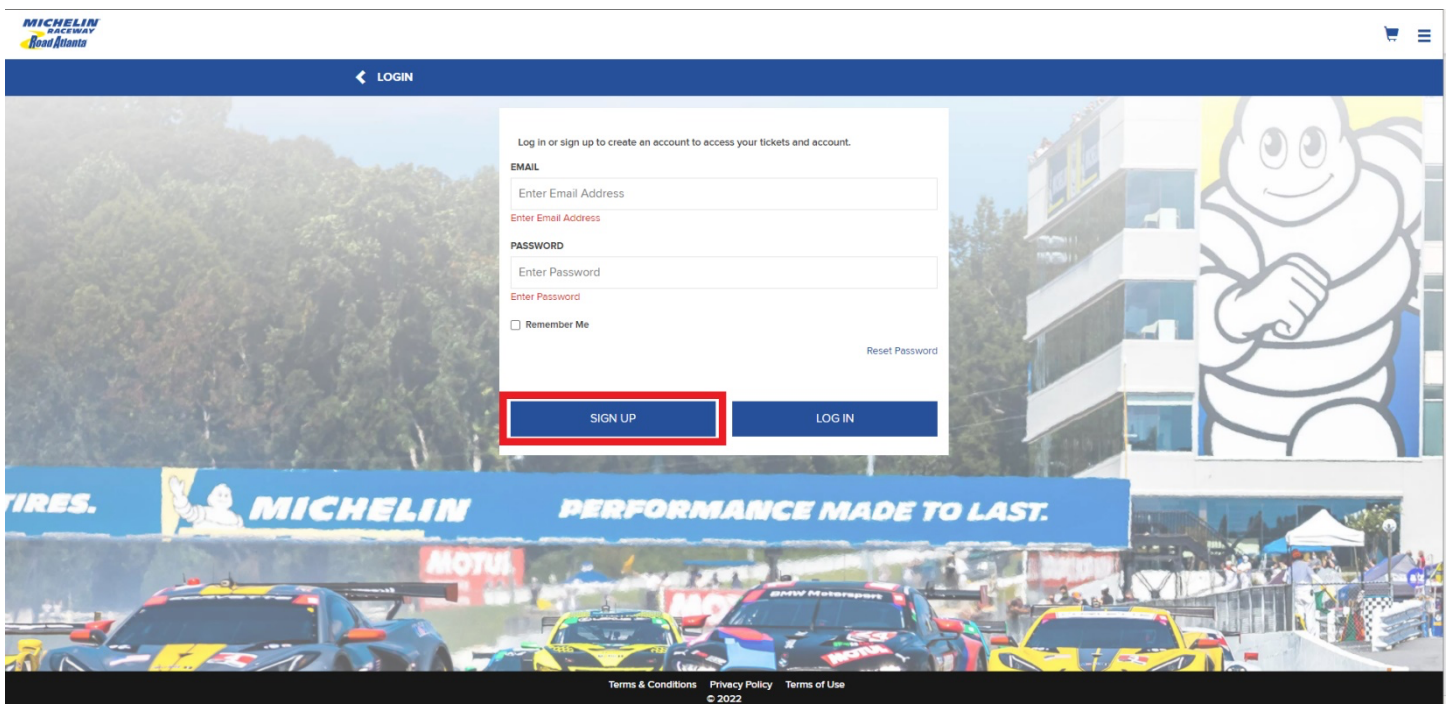 MICHELIN
RACEWAY
Road Atlanta
LOGIN
Log in or sign up to create an account to access your tickets and account.
EMAIL
Enter Email Address
Enter Email Address
PASSWORD
Enter Password
Enter Password
Remember Me
Reset Password
SIGN UP LOG IN
TIRES. MICHELIN PERFORMANCE MADE TO LAST.
MOTUL
BMW Motorsport
MOTUL
Terms & Conditions Privacy Policy Terms of Use
© 2022